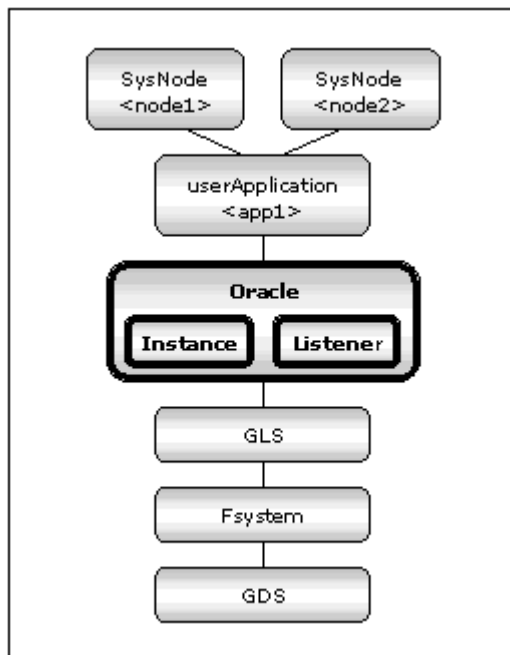 SysNode
<node1>
SysNode
<node2>
userApplication
<app1>
Oracle
Instance
Listener
GLS
Fsystem
GDS